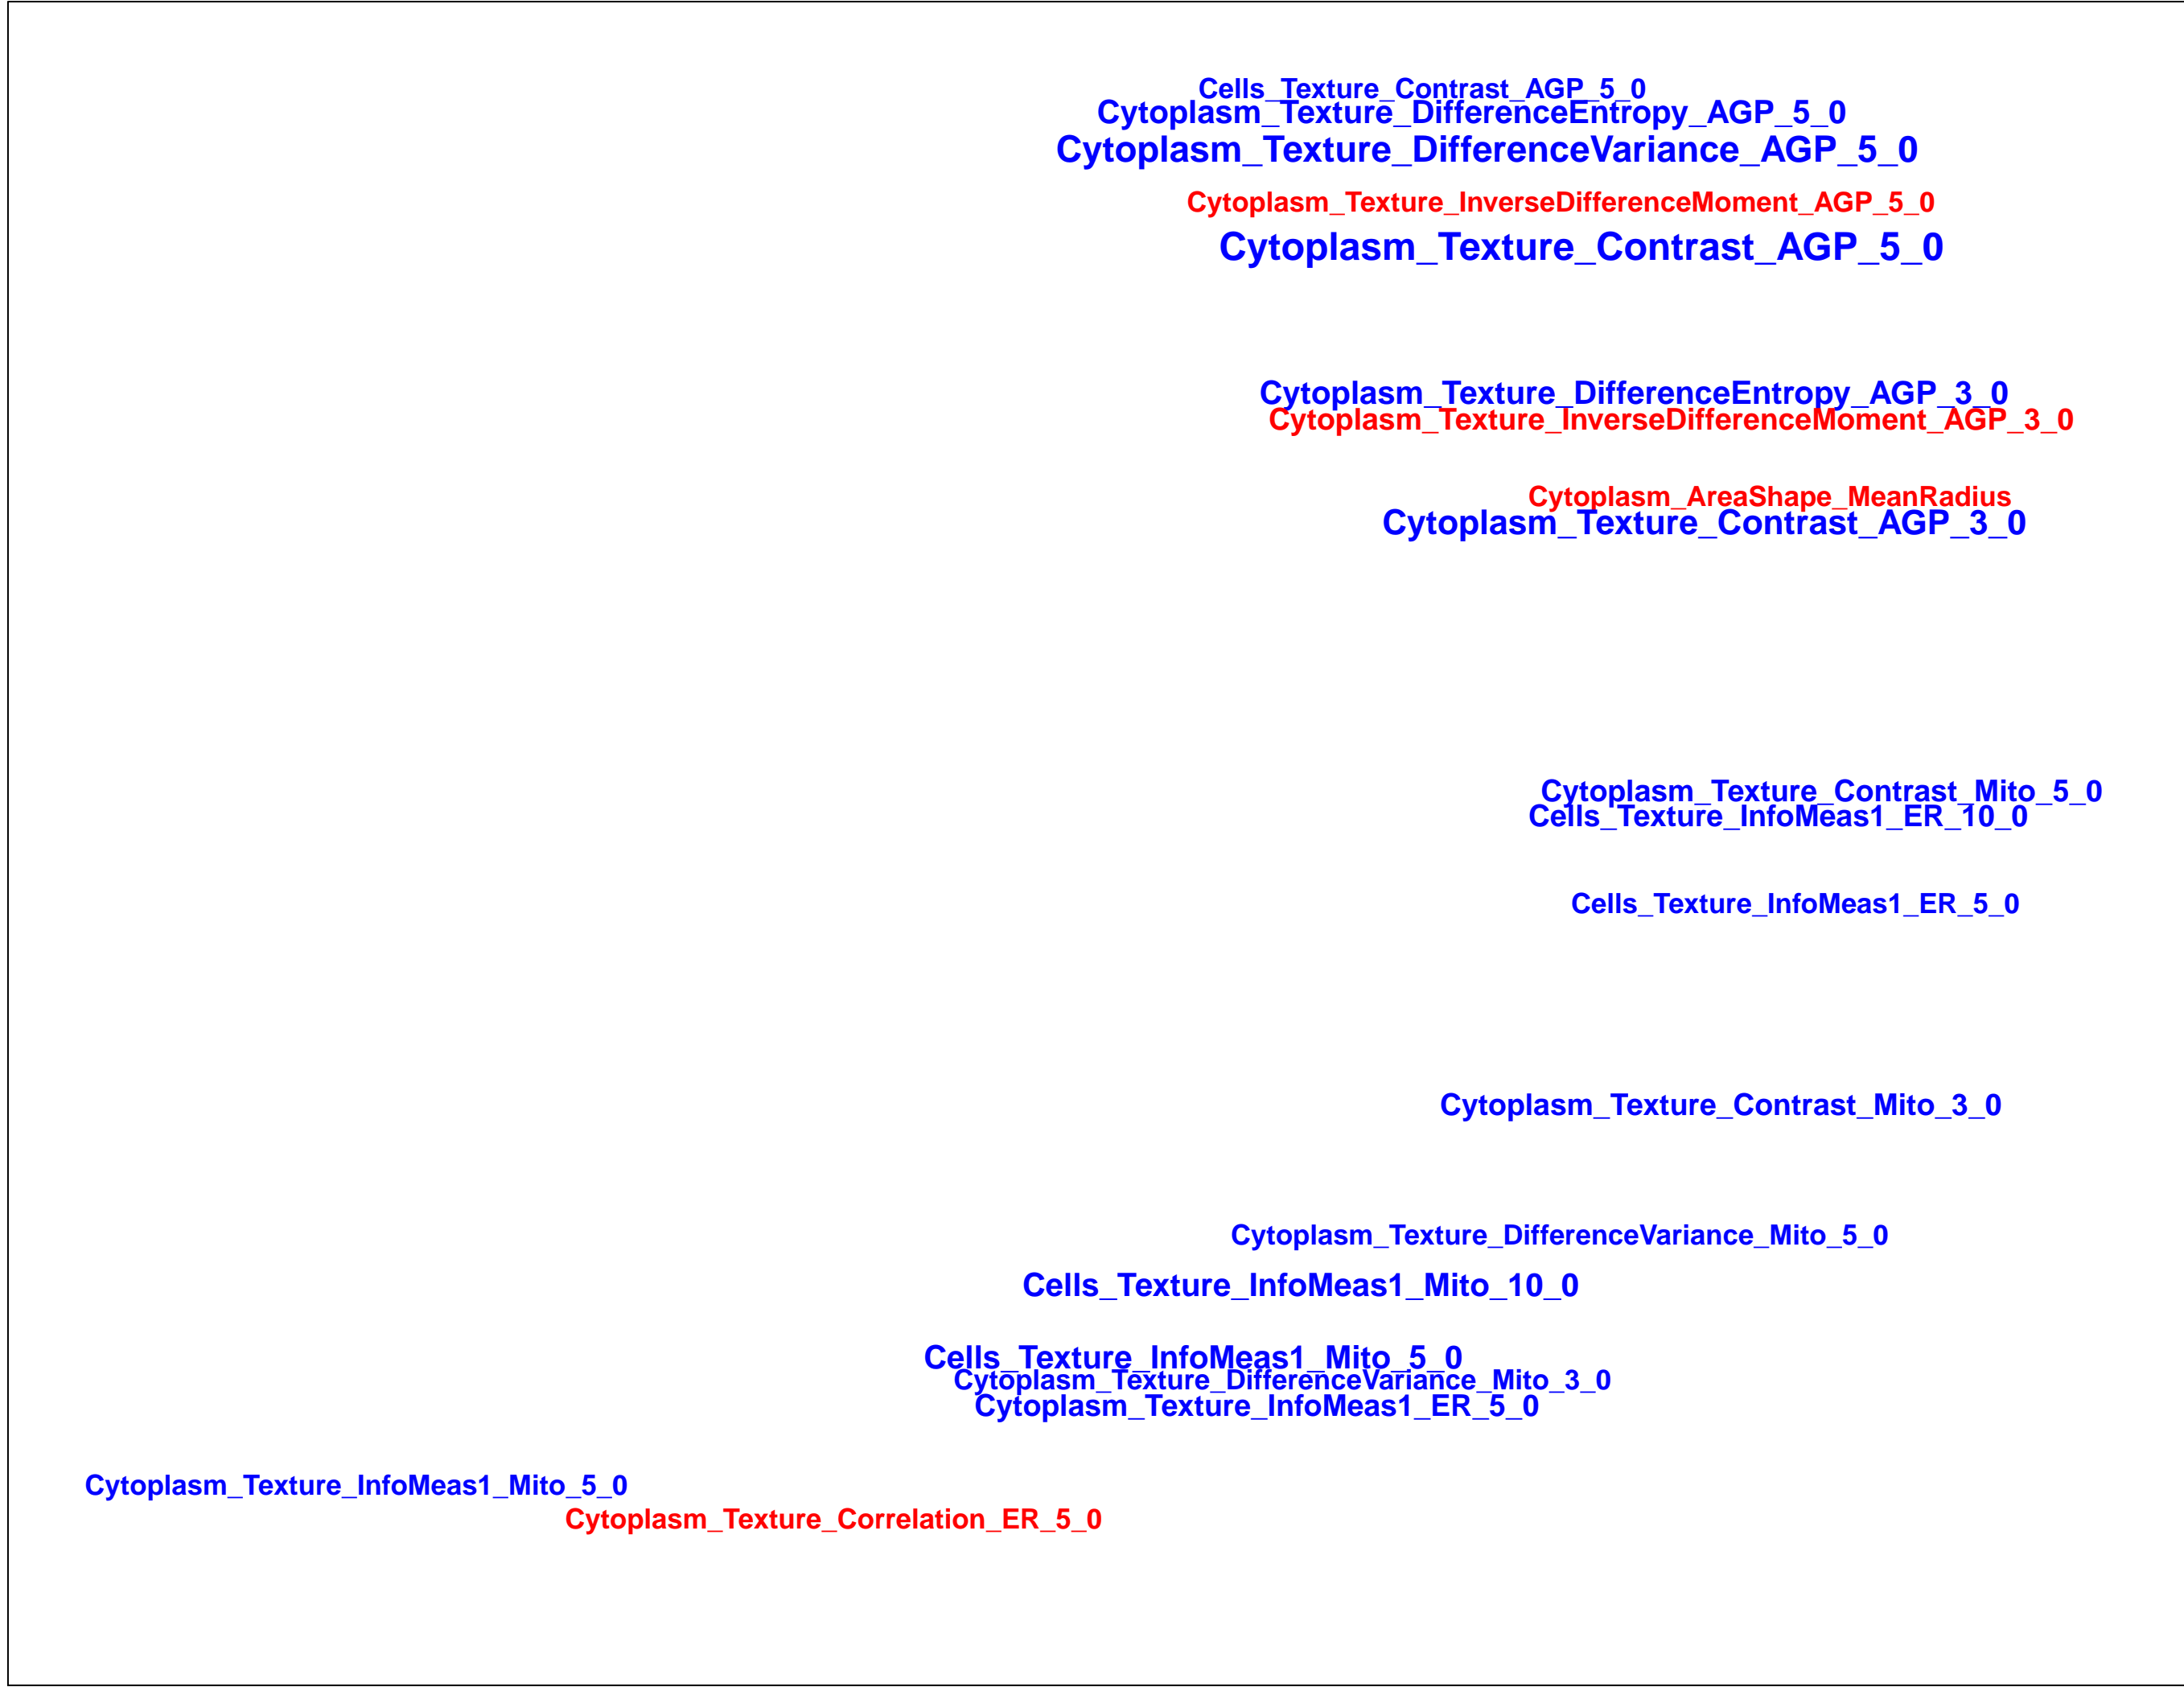 Cells_Texture_Contrast_AGP_5_0
Cytoplasm_Texture_DifferenceEntropy_AGP_5_0
Cytoplasm_Texture_DifferenceVariance_AGP_5_0
Cytoplasm_Texture_InverseDifferenceMoment_AGP_5_0
Cytoplasm_Texture_Contrast_AGP_5_0
Cytoplasm_Texture_DifferenceEntropy_AGP_3_0
Cytoplasm_Texture_InverseDifferenceMoment_AGP_3_0
Cytoplasm_AreaShape_MeanRadius
Cytoplasm_Texture_Contrast_AGP_3_0
Cytoplasm_Texture_Contrast_Mito_5_0
Cells_Texture_InfoMeas1_ER_10_0
Cells_Texture_InfoMeas1_ER_5_0
Cytoplasm_Texture_Contrast_Mito_3_0
Cytoplasm_Texture_DifferenceVariance_Mito_5_0
Cells_Texture_InfoMeas1_Mito_10_0
Cells_Texture_InfoMeas1_Mito_5_0
Cytoplasm_Texture_DifferenceVariance_Mito_3_0
Cytoplasm_Texture_InfoMeas1_ER_5_0
Cytoplasm_Texture_InfoMeas1_Mito_5_0
Cytoplasm_Texture_Correlation_ER_5_0